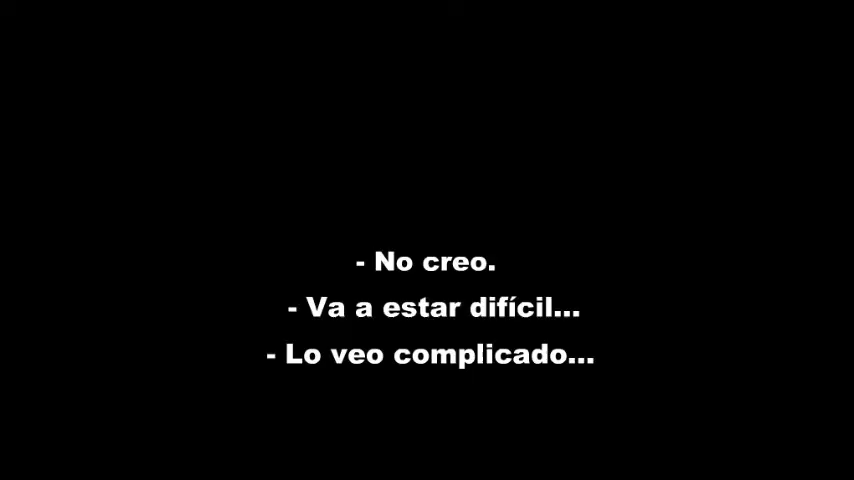 - No creo.
- Va a estar difícil...
- Lo veo complicado...